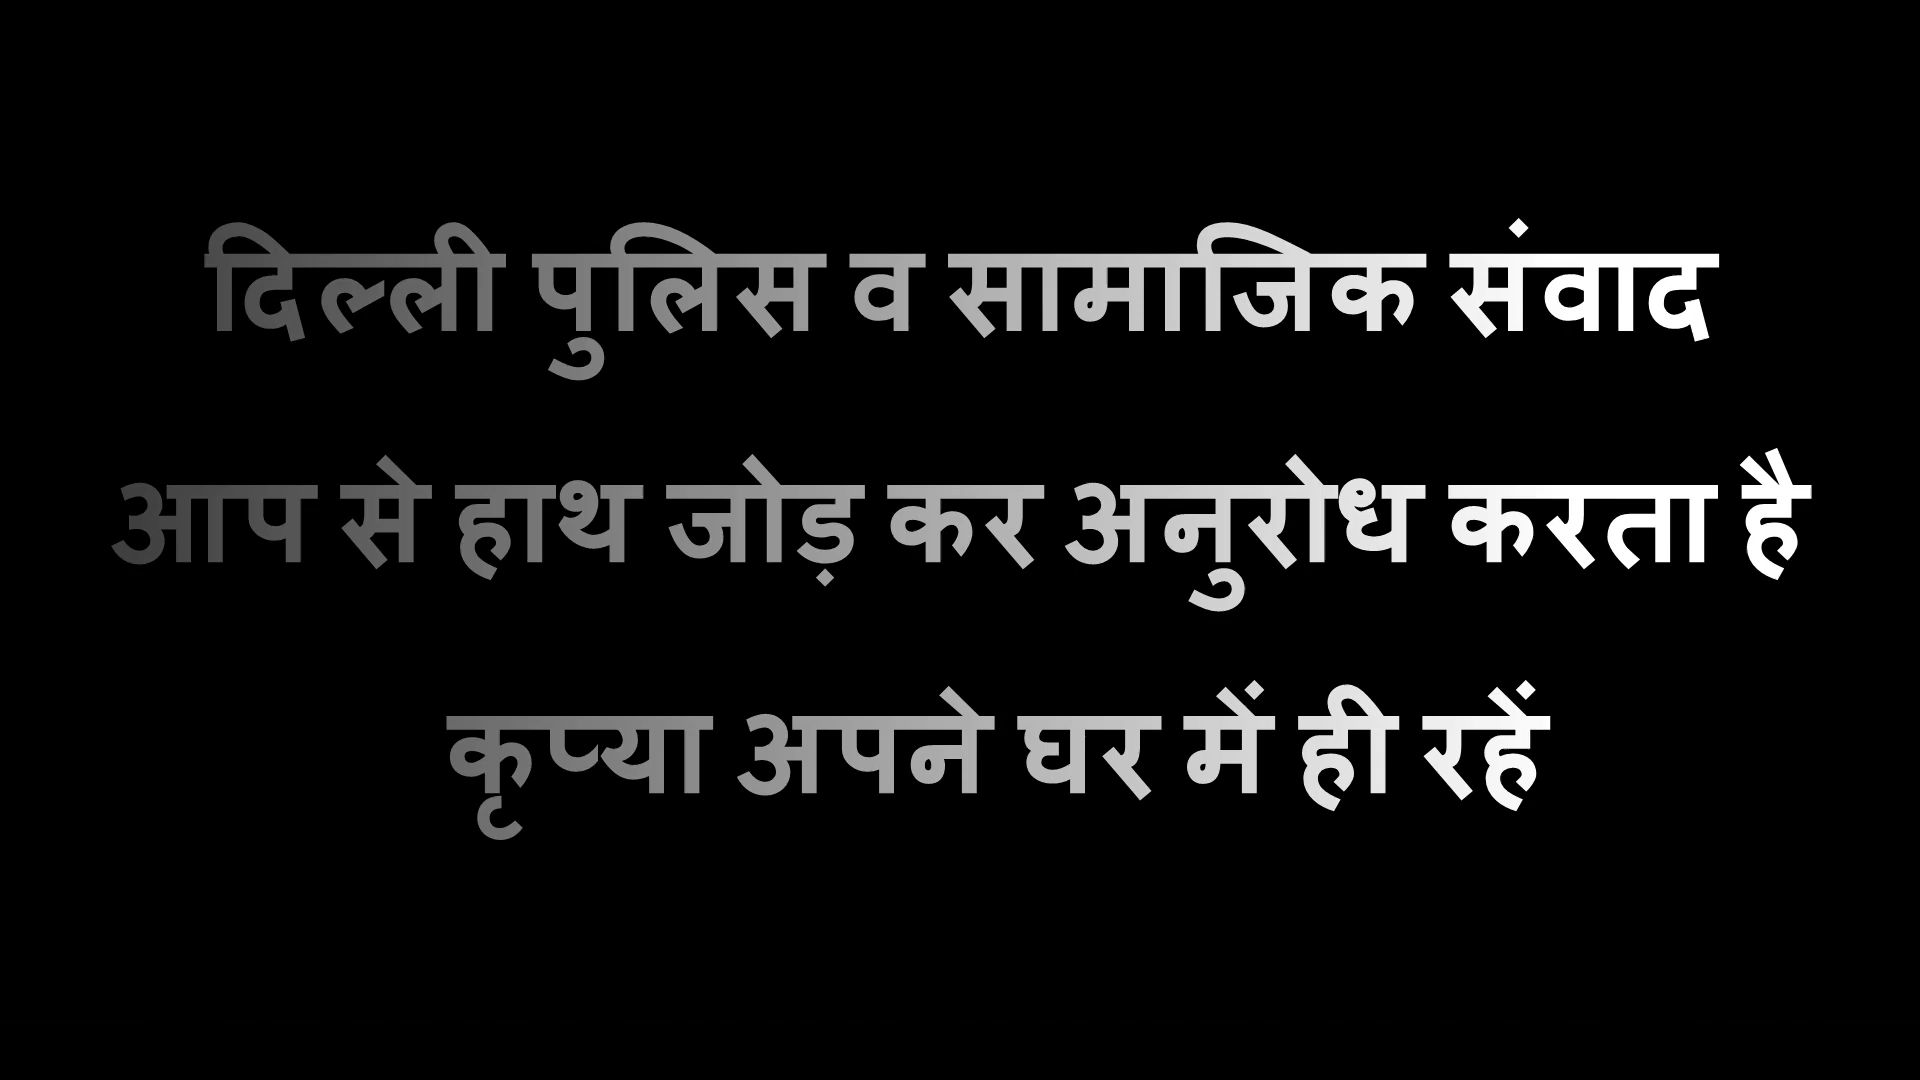 दिल्ली पुलिस व सामाजिक संवाद
आप से हाथ जोड़ कर अनुरोध करता है
कृप्या अपने घर में ही रहें